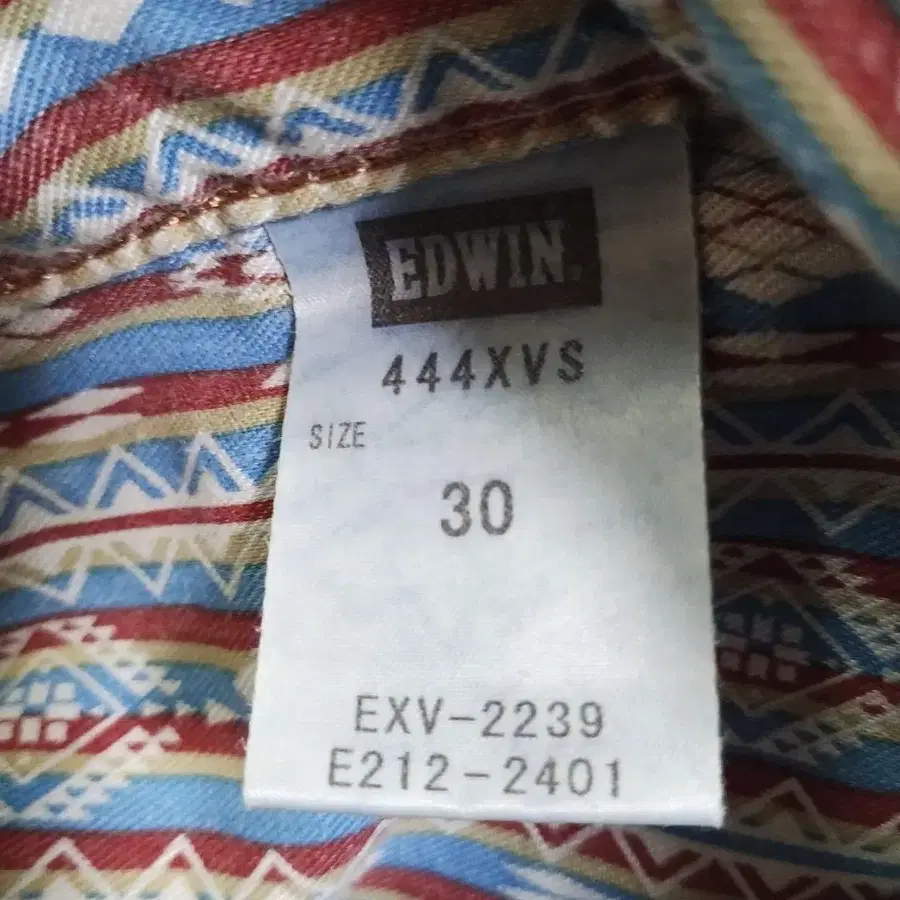 EDWIN.
444XVS
SIZE
30
EXV-2239
E212-2401